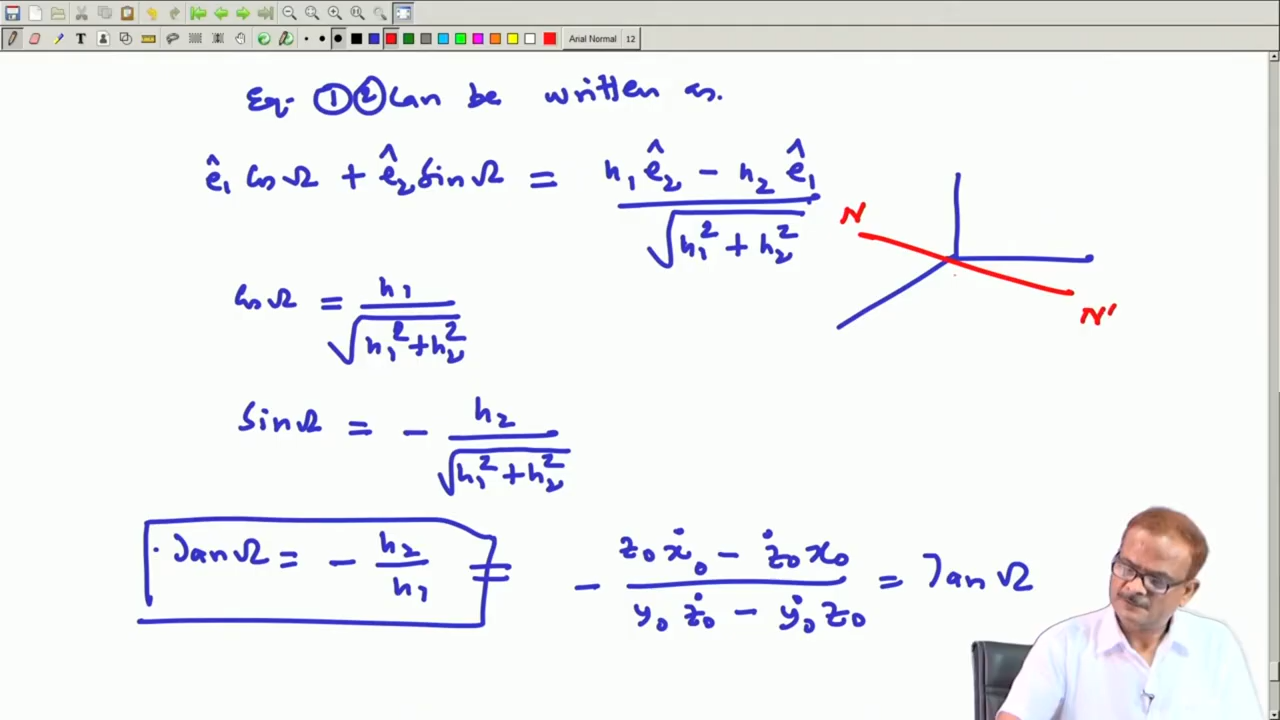 Arial Normal 12
Eq. ① ② can be written as.
ê₁ cos Ω + ê₂ sin Ω = (h₁ ê₂ − h₂ ê₁) / √(h₁² + h₂²)
N
N'
cos Ω = h₁ / √(h₁² + h₂²)
sin Ω = − h₂ / √(h₁² + h₂²)
tan Ω = − h₂ / h₁ = − (z₀ ẋ₀ − ż₀ x₀) / (y₀ ż₀ − ẏ₀ z₀) = tan Ω